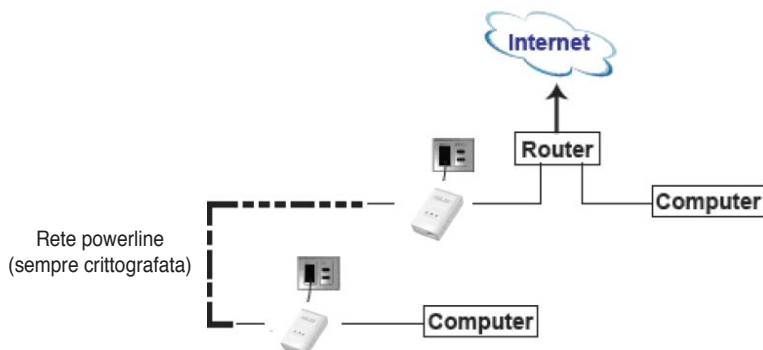 Internet
Router
Computer
Rete powerline
(sempre crittografata)
Computer